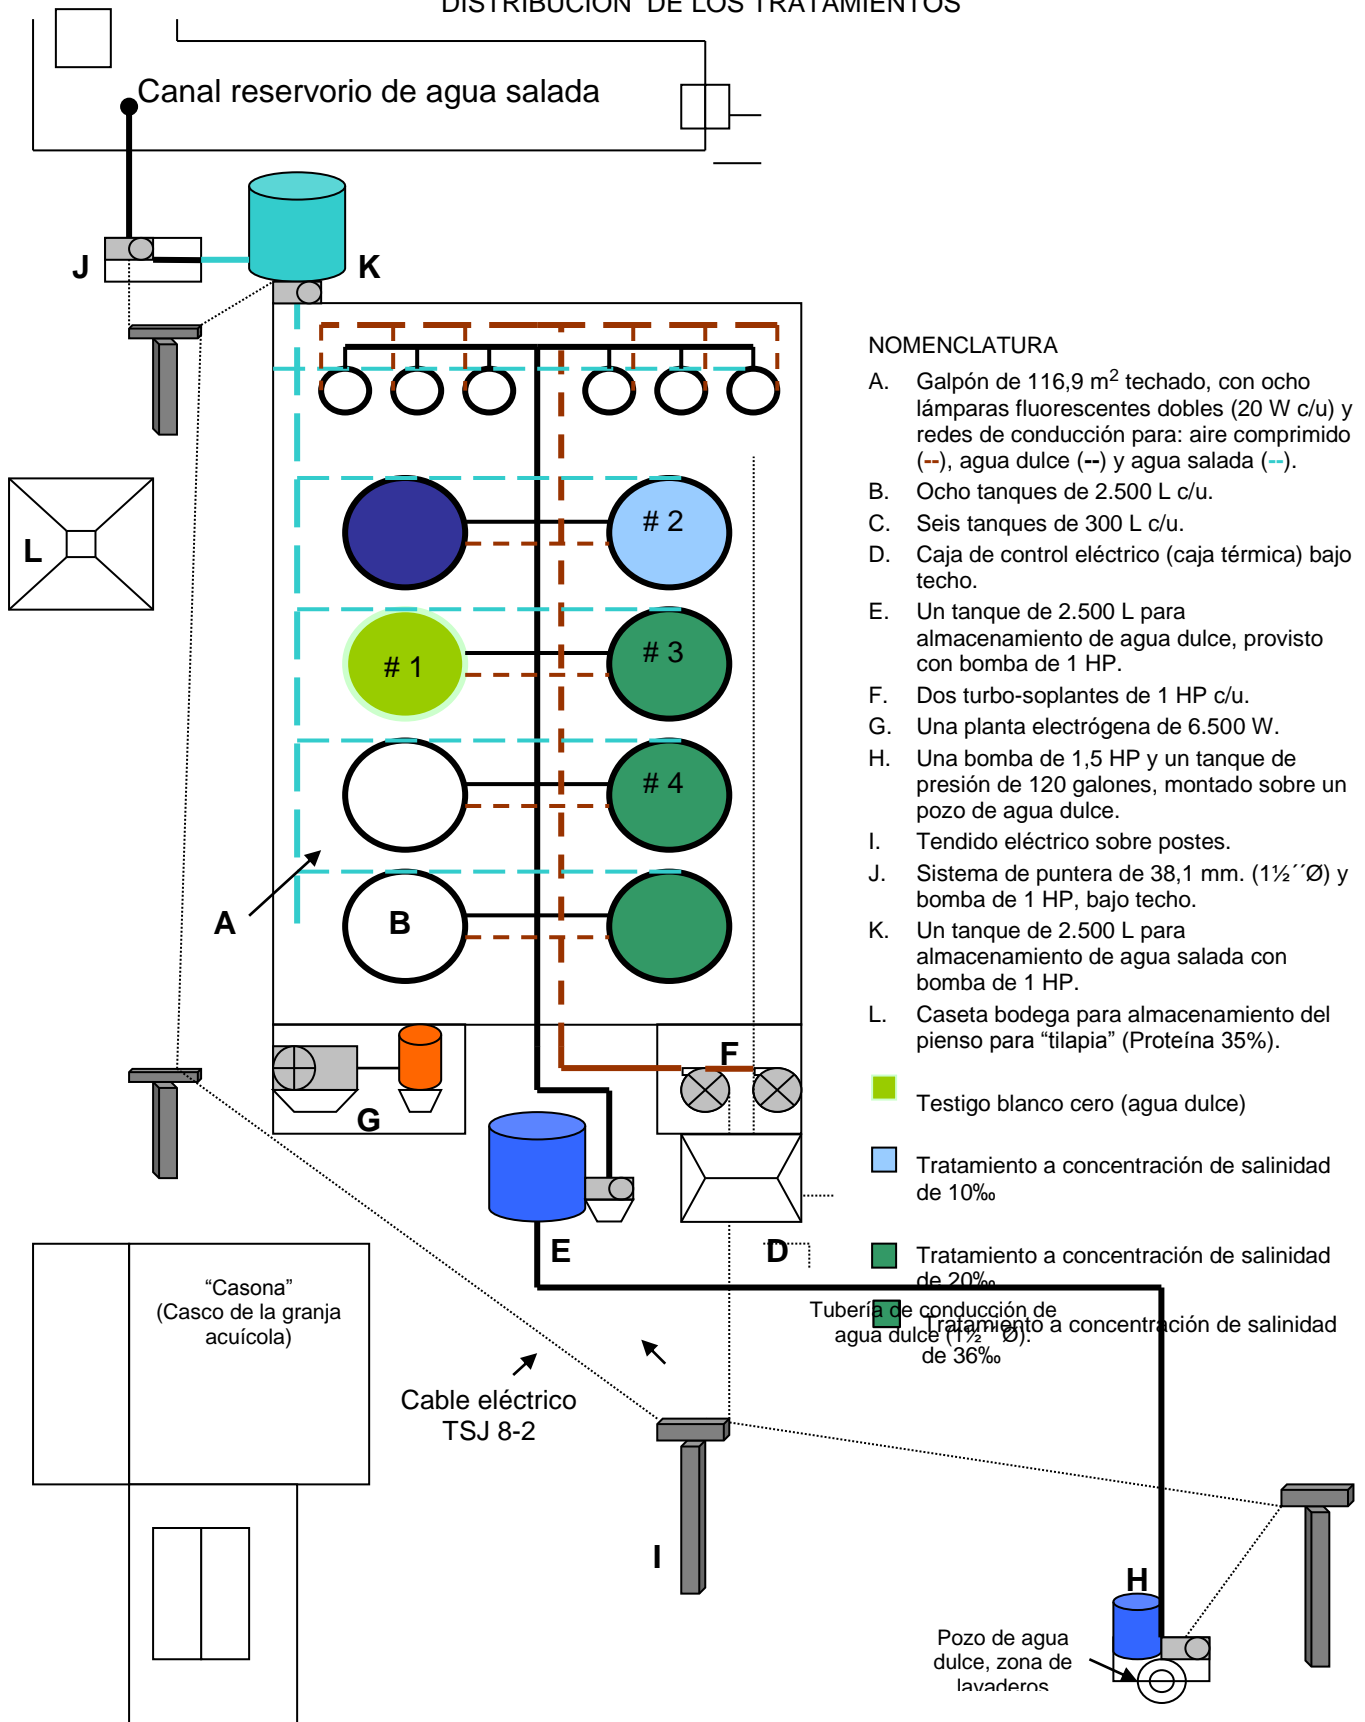 DISTRIBUCIÓN DE LOS TRATAMIENTOS
Canal reservorio de agua salada
J
K
L
# 2
# 1
# 3
# 4
A
B
F
G
E
D
"Casona"
(Casco de la granja
acuícola)
Cable eléctrico
TSJ 8-2
I
H
Pozo de agua
dulce, zona de
lavaderos
Tubería de conducción de
agua dulce (1½´´ Ø).
NOMENCLATURA
A. Galpón de 116,9 m² techado, con ocho
lámparas fluorescentes dobles (20 W c/u) y
redes de conducción para: aire comprimido
(--), agua dulce (--) y agua salada (--).
B. Ocho tanques de 2.500 L c/u.
C. Seis tanques de 300 L c/u.
D. Caja de control eléctrico (caja térmica) bajo
techo.
E. Un tanque de 2.500 L para
almacenamiento de agua dulce, provisto
con bomba de 1 HP.
F. Dos turbo-soplantes de 1 HP c/u.
G. Una planta electrógena de 6.500 W.
H. Una bomba de 1,5 HP y un tanque de
presión de 120 galones, montado sobre un
pozo de agua dulce.
I. Tendido eléctrico sobre postes.
J. Sistema de puntera de 38,1 mm. (1½´´Ø) y
bomba de 1 HP, bajo techo.
K. Un tanque de 2.500 L para
almacenamiento de agua salada con
bomba de 1 HP.
L. Caseta bodega para almacenamiento del
pienso para "tilapia" (Proteína 35%).
Testigo blanco cero (agua dulce)
Tratamiento a concentración de salinidad
de 10‰
Tratamiento a concentración de salinidad
de 20‰
Tratamiento a concentración de salinidad
de 36‰